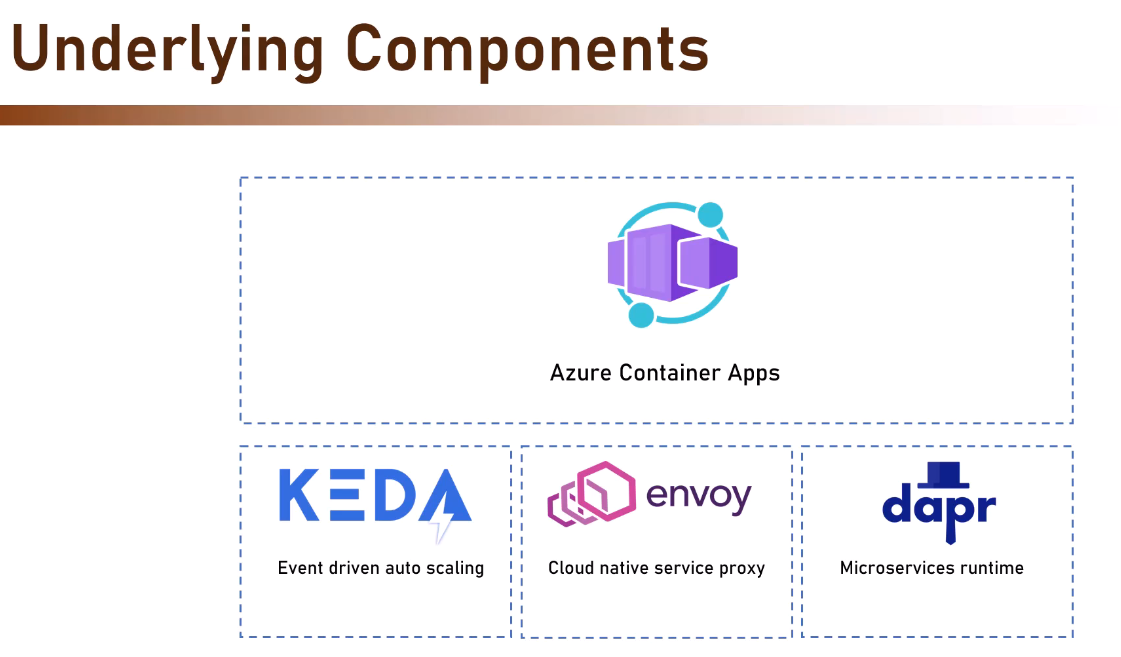 Underlying Components
Azure Container Apps
KEDA
envoy
dapr
Event driven auto scaling
Cloud native service proxy
Microservices runtime